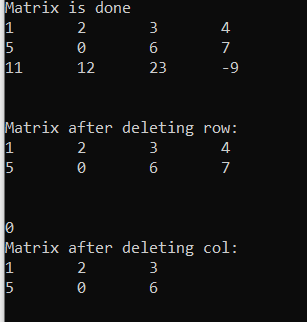 Matrix is done
1 2 3 4
5 0 6 7
11 12 23 -9
Matrix after deleting row:
1 2 3 4
5 0 6 7
0
Matrix after deleting col:
1 2 3
5 0 6